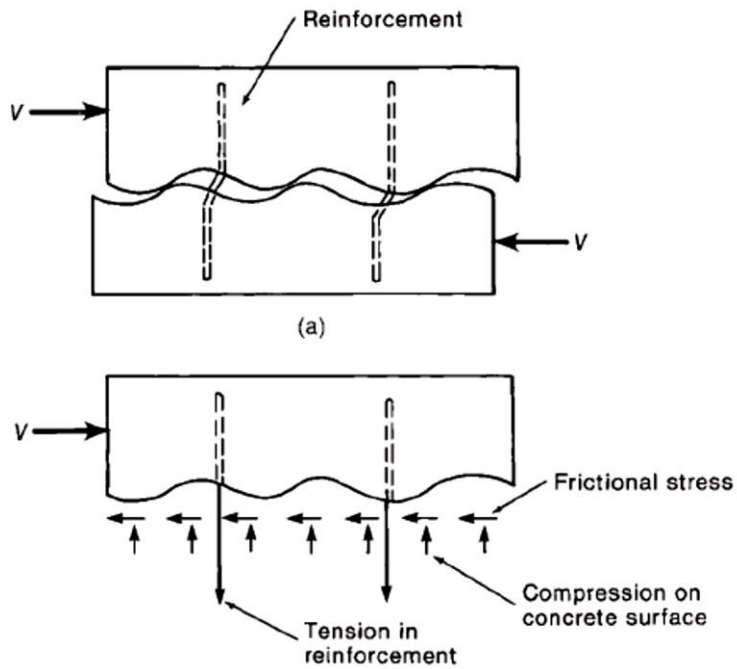 Reinforcement
V
V
(a)
V
Frictional stress
Compression on
concrete surface
Tension in
reinforcement